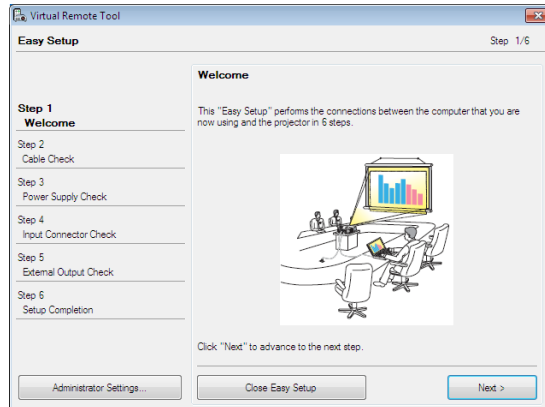 Virtual Remote Tool
Easy Setup
Step 1/6
Welcome
Step 1
Welcome
Step 2
Cable Check
Step 3
Power Supply Check
Step 4
Input Connector Check
Step 5
External Output Check
Step 6
Setup Completion
This "Easy Setup" performs the connections between the computer that you are
now using and the projector in 6 steps.
Click "Next" to advance to the next step.
Administrator Settings...
Close Easy Setup
Next >